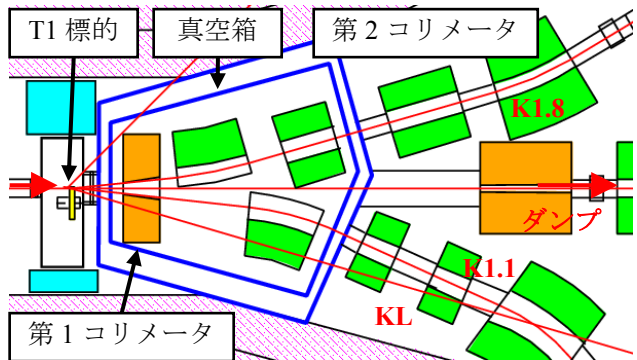 T1 標的
真空箱
第 2 コリメータ
K1.8
ダンプ
K1.1
KL
第 1 コリメータ